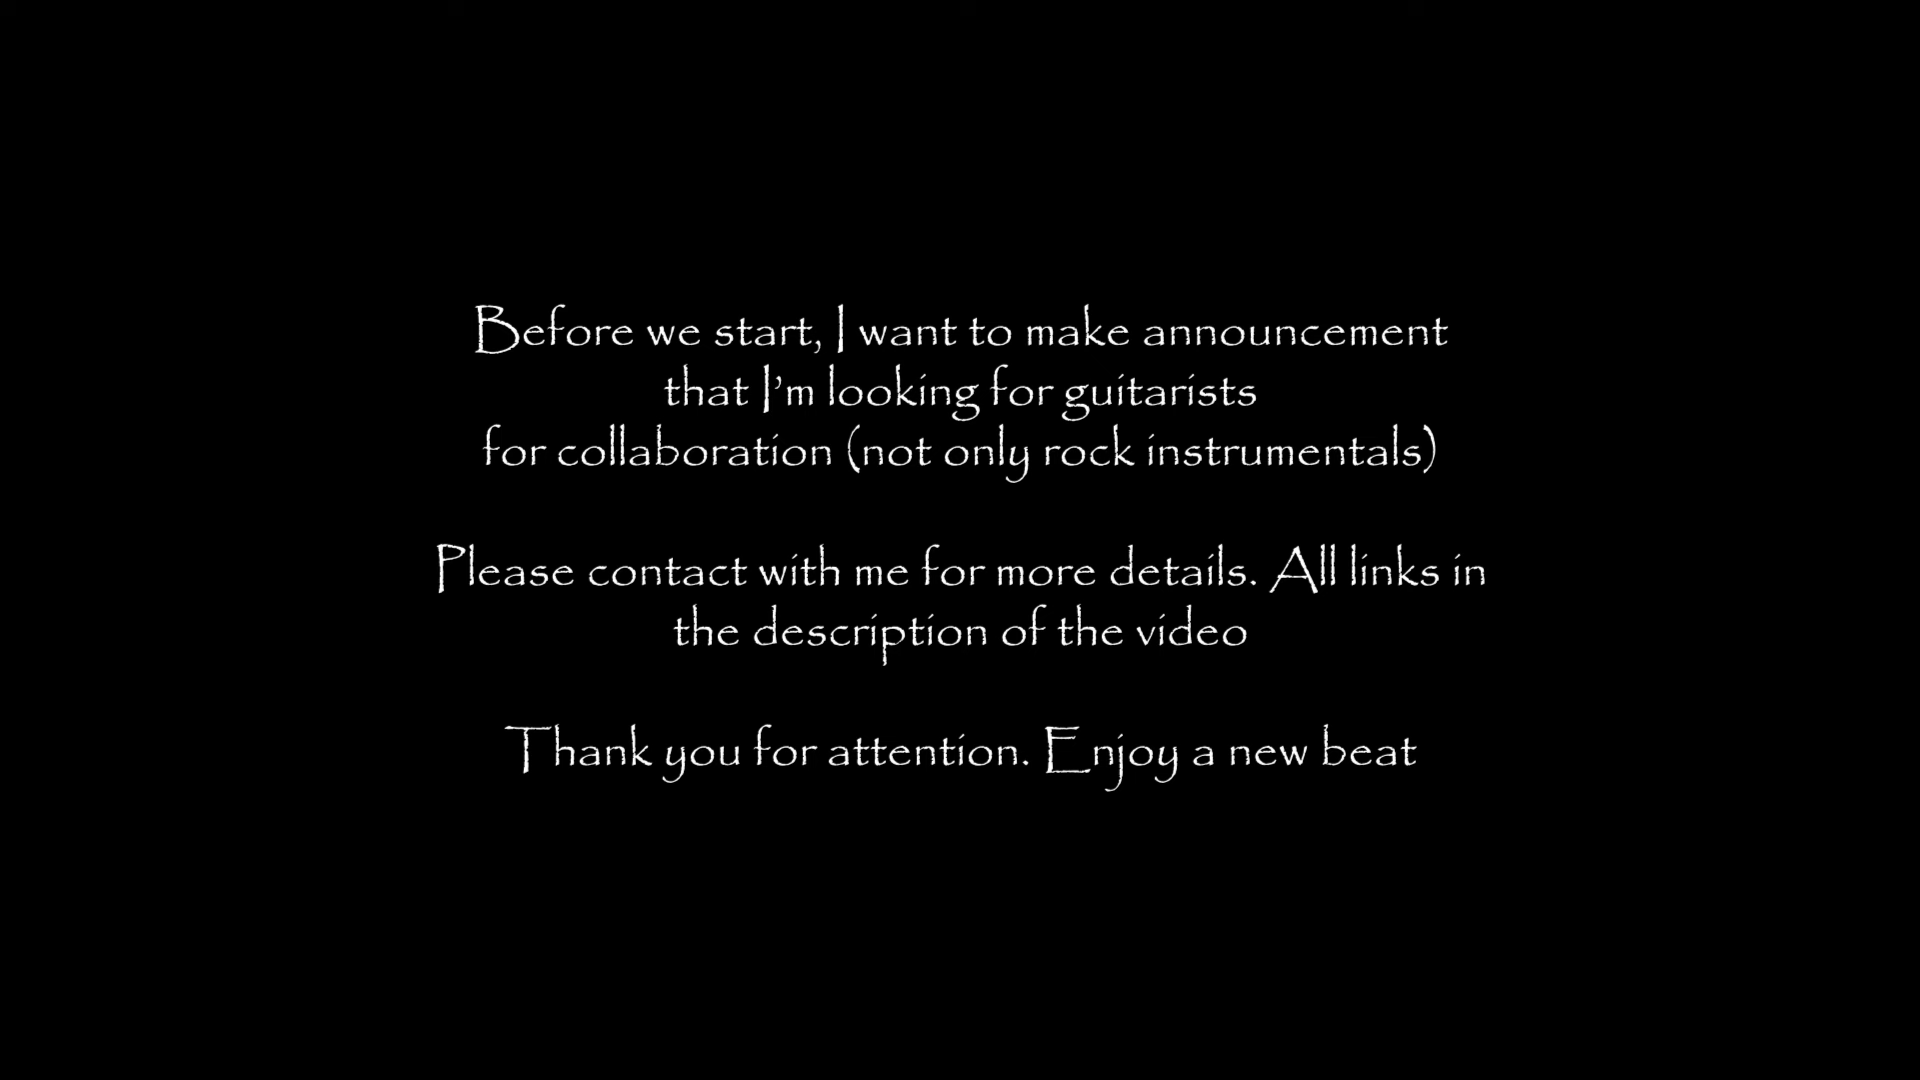 Before we start, I want to make announcement
that I'm looking for guitarists
for collaboration (not only rock instrumentals)
Please contact with me for more details. All links in
the description of the video
Thank you for attention. Enjoy a new beat